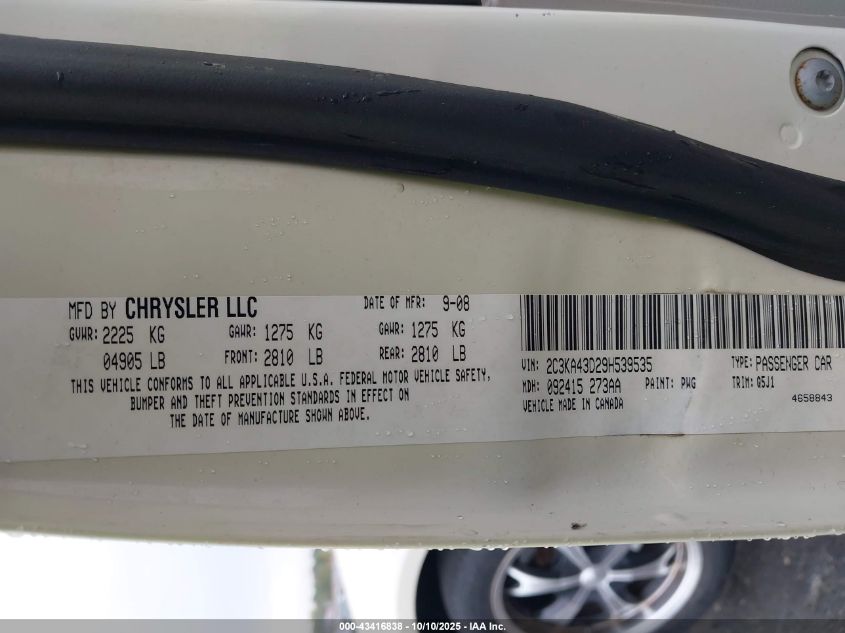 MFD BY CHRYSLER LLC DATE OF MFR: 9-08
GVWR: 2225 KG GAWR: 1275 KG GAWR: 1275 KG
04905 LB FRONT: 2810 LB REAR: 2810 LB
THIS VEHICLE CONFORMS TO ALL APPLICABLE U.S.A. FEDERAL MOTOR VEHICLE SAFETY,
BUMPER AND THEFT PREVENTION STANDARDS IN EFFECT ON
THE DATE OF MANUFACTURE SHOWN ABOVE.
VIN: 2C3KA43D29H539535 TYPE: PASSENGER CAR
MDH: 092415 273AA PAINT: PWG TRIM: Q5J1
VEHICLE MADE IN CANADA 4658843
000-43416838 - 10/10/2025 - © IAA Inc.